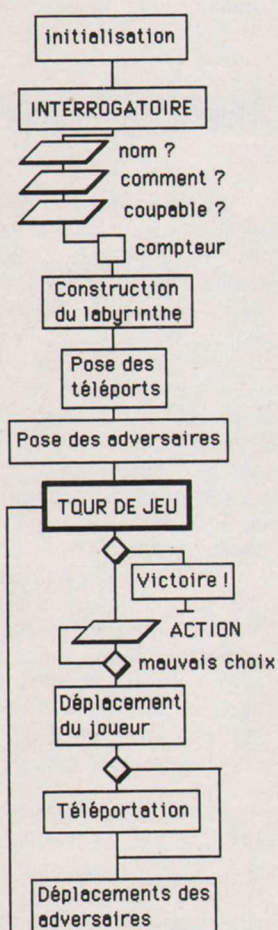 initialisation
INTERROGATOIRE
nom ?
comment ?
coupable ?
compteur
Construction
du labyrinthe
Pose des
téléports
Pose des adversaires
TOUR DE JEU
Victoire !
ACTION
mauvais choix
Déplacement
du joueur
Téléportation
Déplacements des
adversaires